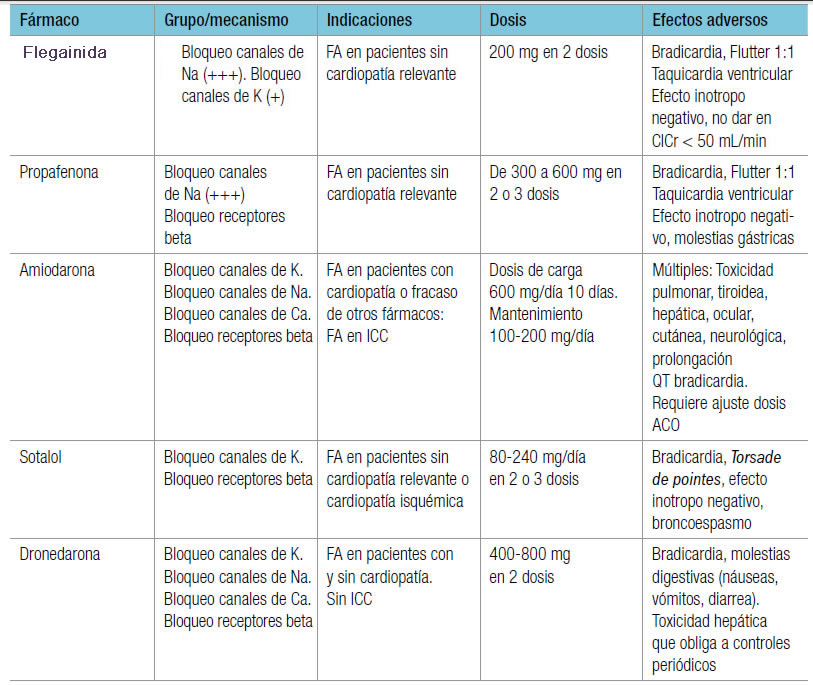 Fármaco Grupo/mecanismo Indicaciones Dosis Efectos adversos
Flegainida
Bloqueo canales de
Na (+++). Bloqueo
canales de K (+)
FA en pacientes sin
cardiopatía relevante
200 mg en 2 dosis
Bradicardia, Flutter 1:1
Taquicardia ventricular
Efecto inotropo
negativo, no dar en
ClCr < 50 mL/min
Propafenona
Bloqueo canales
de Na (+++)
Bloqueo receptores
beta
FA en pacientes sin
cardiopatía relevante
De 300 a 600 mg en
2 o 3 dosis
Bradicardia, Flutter 1:1
Taquicardia ventricular
Efecto inotropo negati-
vo, molestias gástricas
Amiodarona
Bloqueo canales de K.
Bloqueo canales de Na.
Bloqueo canales de Ca.
Bloqueo receptores beta
FA en pacientes con
cardiopatía o fracaso
de otros fármacos:
FA en ICC
Dosis de carga
600 mg/día 10 días.
Mantenimiento
100-200 mg/día
Múltiples: Toxicidad
pulmonar, tiroidea,
hepática, ocular,
cutánea, neurológica,
prolongación
QT bradicardia.
Requiere ajuste dosis
ACO
Sotalol
Bloqueo canales de K.
Bloqueo receptores beta
FA en pacientes sin
cardiopatía relevante o
cardiopatía isquémica
80-240 mg/día
en 2 o 3 dosis
Bradicardia, Torsade
de pointes, efecto
inotropo negativo,
broncoespasmo
Dronedarona
Bloqueo canales de K.
Bloqueo canales de Na.
Bloqueo canales de Ca.
Bloqueo receptores beta
FA en pacientes con
y sin cardiopatía.
Sin ICC
400-800 mg
en 2 dosis
Bradicardia, molestias
digestivas (náuseas,
vómitos, diarrea).
Toxicidad hepática
que obliga a controles
periódicos